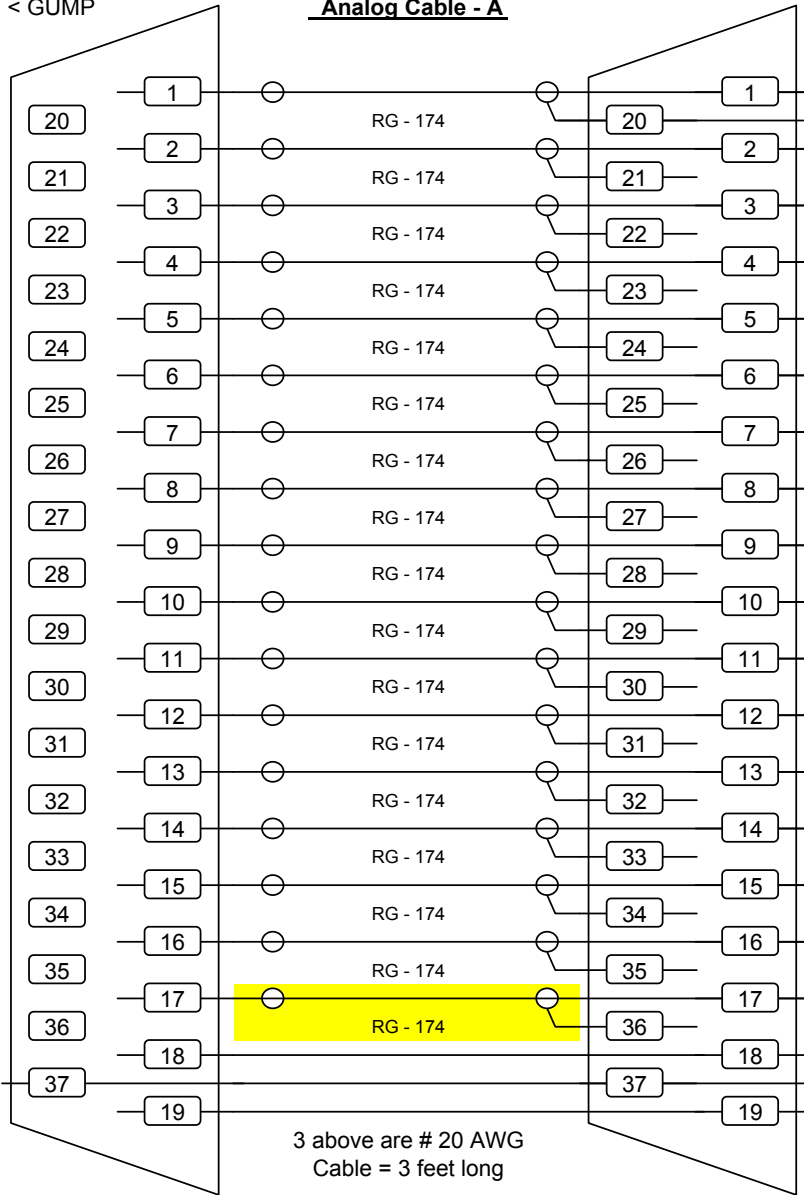 < GUMP Analog Cable - A
1 1
20 RG - 174 20
2 2
21 RG - 174 21
3 3
22 RG - 174 22
4 4
23 RG - 174 23
5 5
24 RG - 174 24
6 6
25 RG - 174 25
7 7
26 RG - 174 26
8 8
27 RG - 174 27
9 9
28 RG - 174 28
10 10
29 RG - 174 29
11 11
30 RG - 174 30
12 12
31 RG - 174 31
13 13
32 RG - 174 32
14 14
33 RG - 174 33
15 15
34 RG - 174 34
16 16
35 RG - 174 35
17 17
36 RG - 174 36
18 18
37 37
19 19
3 above are # 20 AWG
Cable = 3 feet long